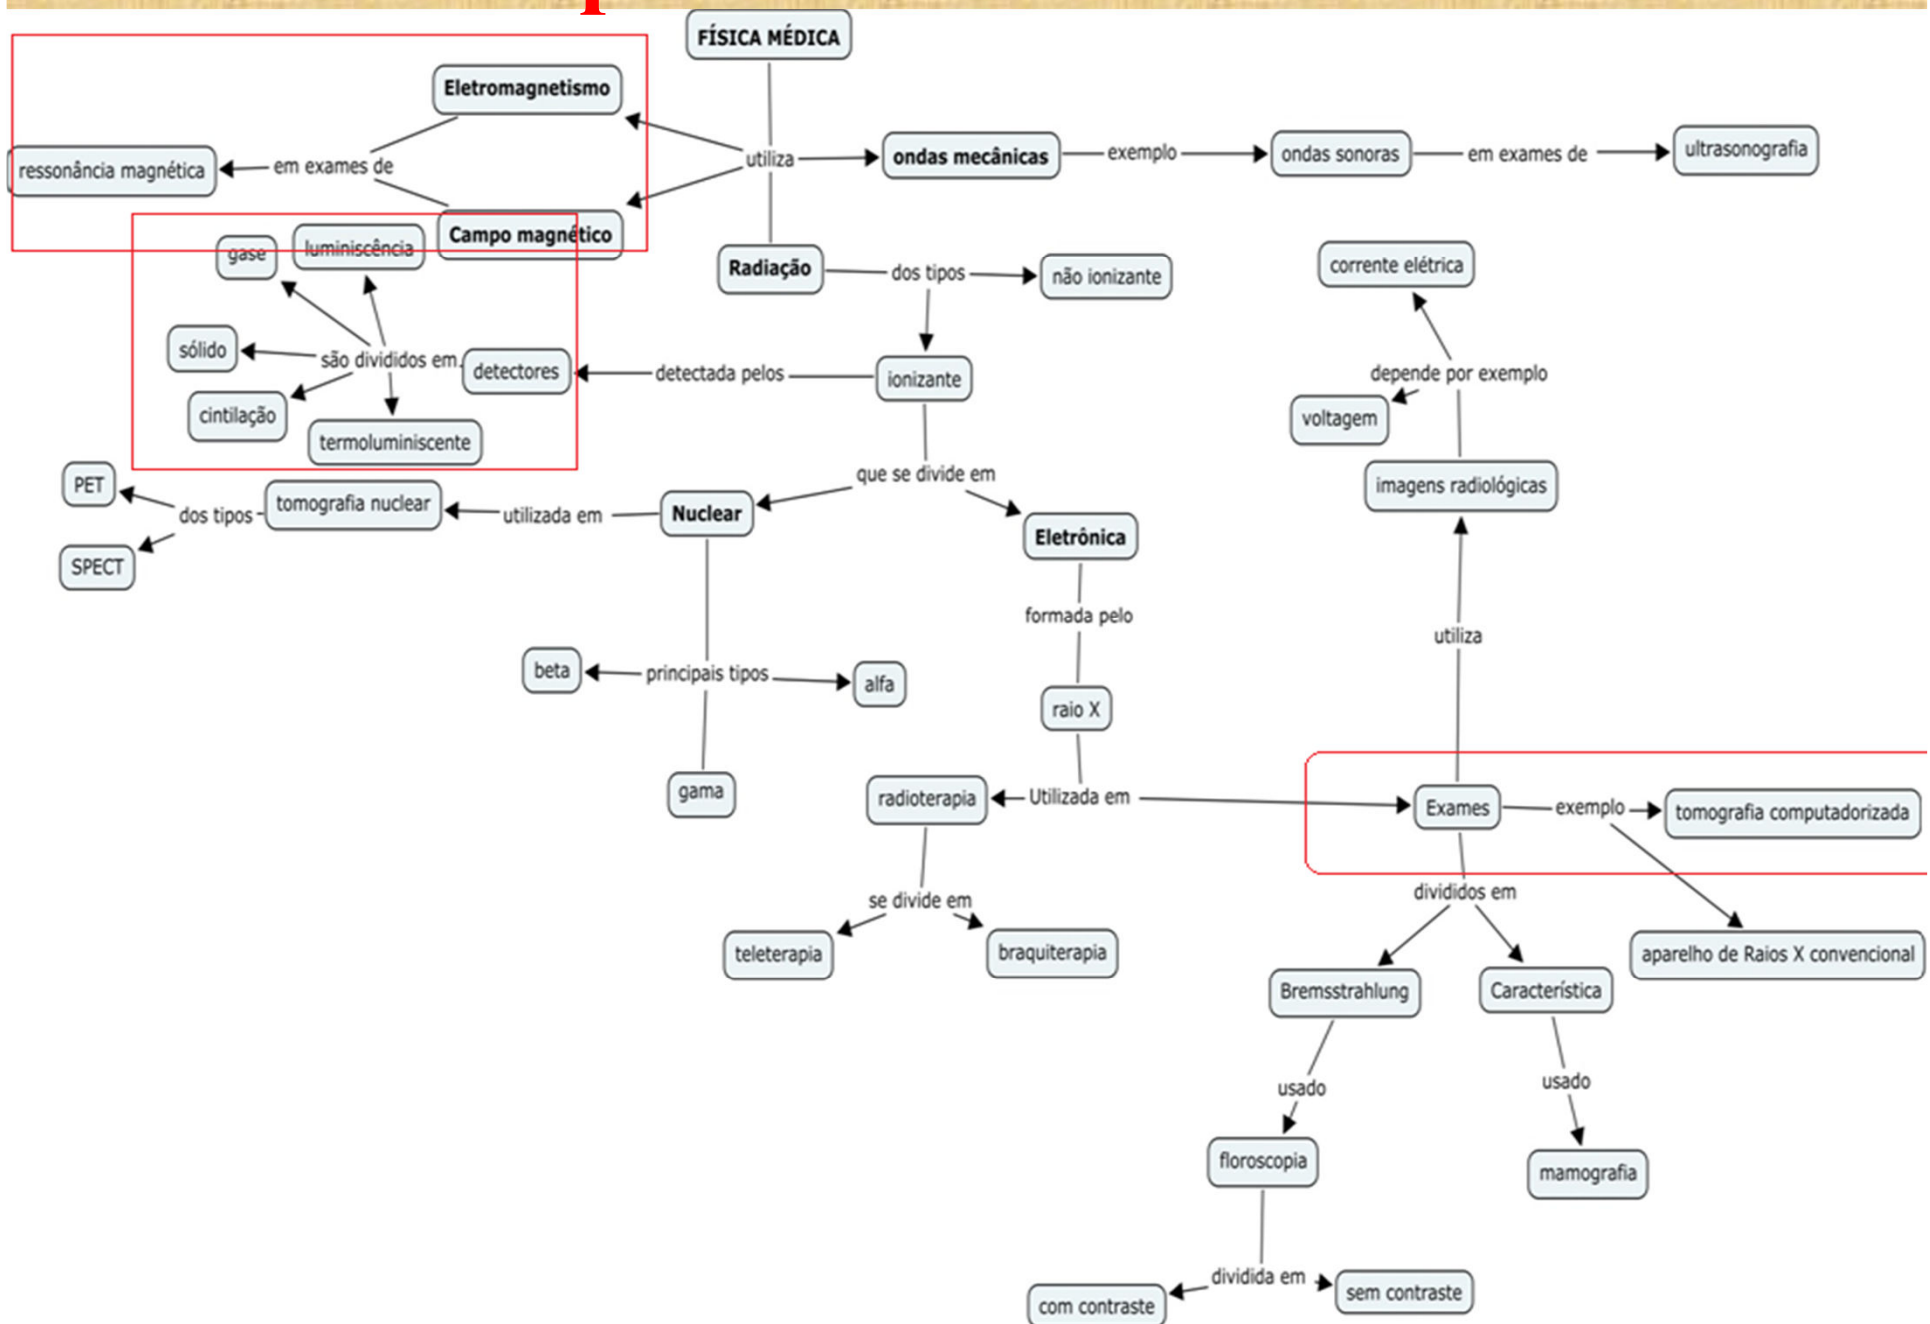 FÍSICA MÉDICA
Eletromagnetismo
ressonância magnética
em exames de
utiliza
ondas mecânicas
exemplo
ondas sonoras
em exames de
ultrasonografia
Campo magnético
gase
luminiscência
Radiação
dos tipos
não ionizante
corrente elétrica
sólido
são divididos em
detectores
detectada pelos
ionizante
depende por exemplo
cintilação
termoluminiscente
voltagem
PET
dos tipos
tomografia nuclear
utilizada em
Nuclear
que se divide em
imagens radiológicas
SPECT
Eletrônica
formada pelo
utiliza
beta
principais tipos
alfa
raio X
gama
radioterapia
Utilizada em
Exames
exemplo
tomografia computadorizada
se divide em
divididos em
teleterapia
braquiterapia
aparelho de Raios X convencional
Bremsstrahlung
Característica
usado
usado
floroscopia
mamografia
dividida em
com contraste
sem contraste